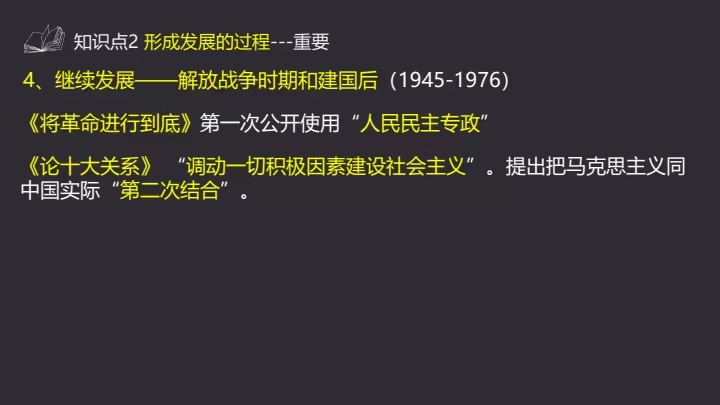 知识点2 形成发展的过程---重要
4、继续发展——解放战争时期和建国后（1945-1976）
《将革命进行到底》第一次公开使用“人民民主专政”
《论十大关系》 “调动一切积极因素建设社会主义”。提出把马克思主义同
中国实际“第二次结合”。